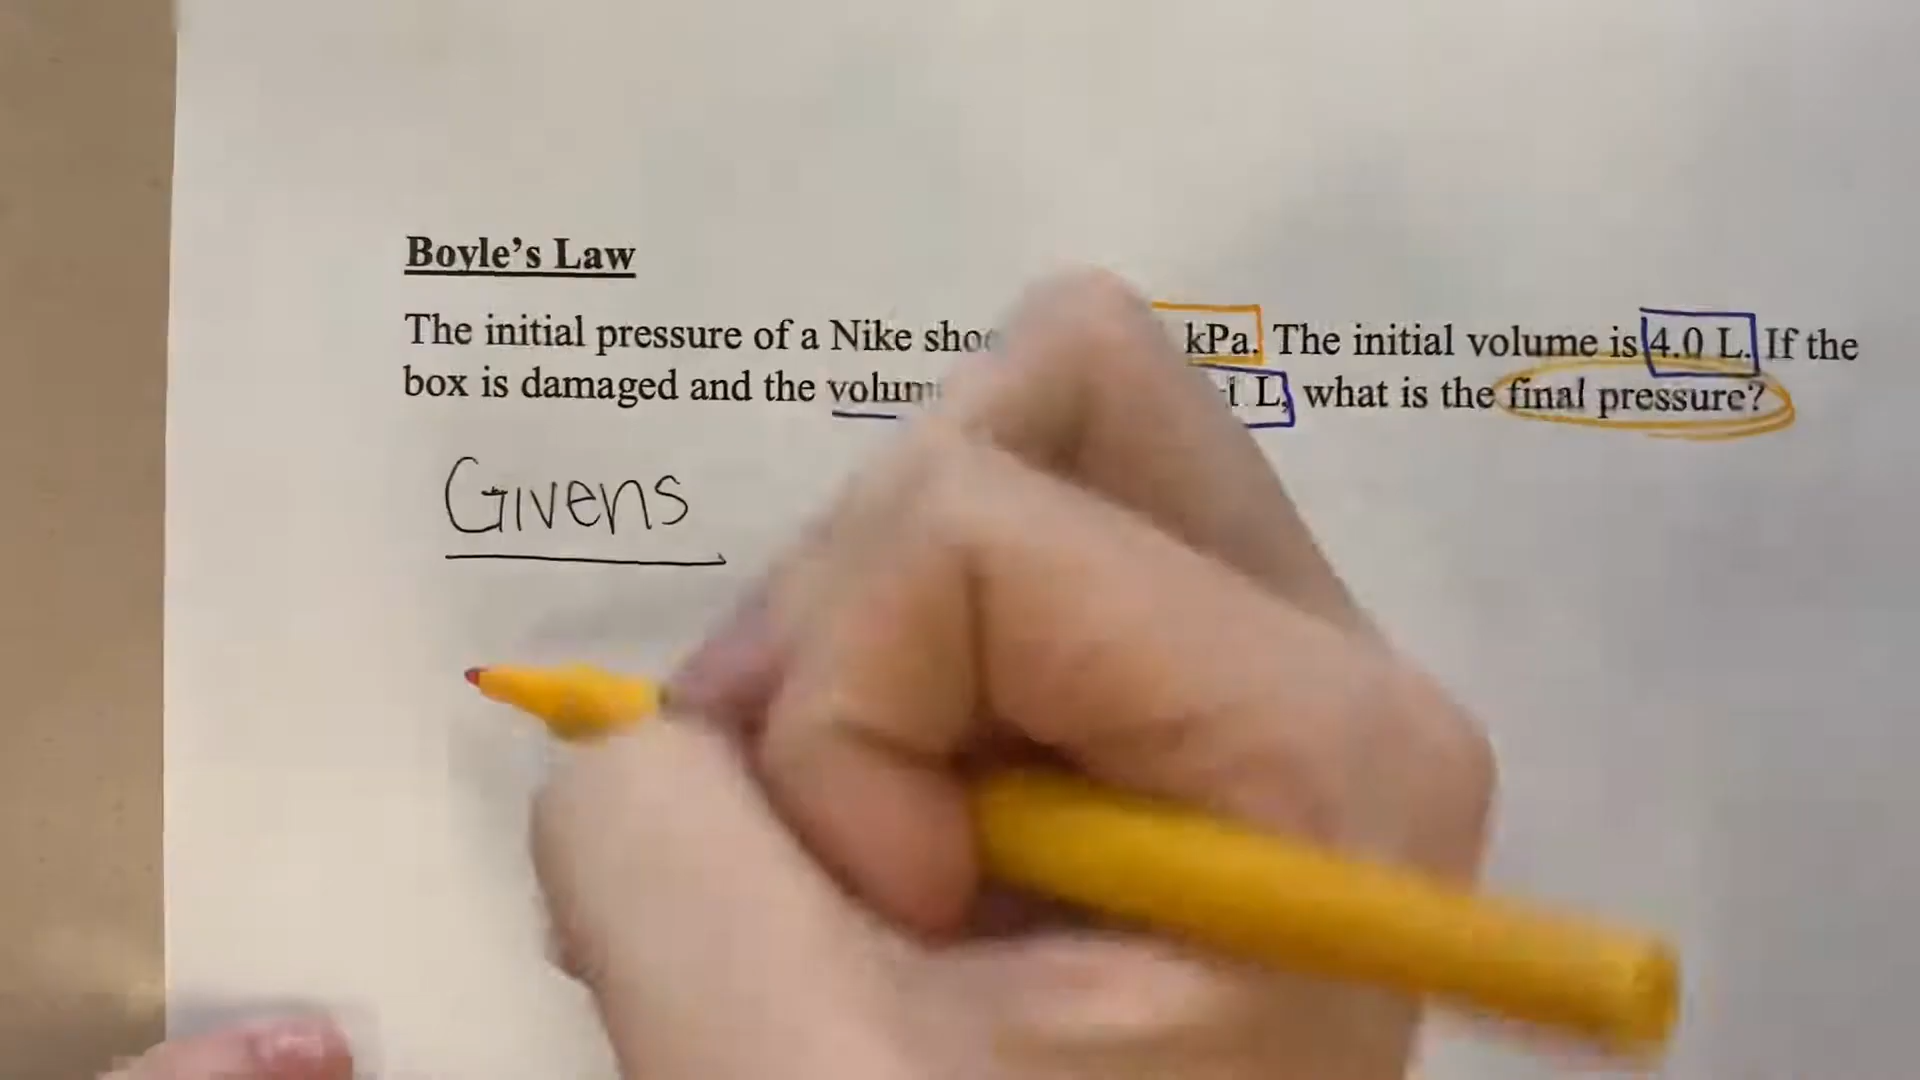 Boyle's Law
The initial pressure of a Nike kPa. The initial volume is 4.0 L. If the
box is damaged and the L, what is the final pressure?
Givens